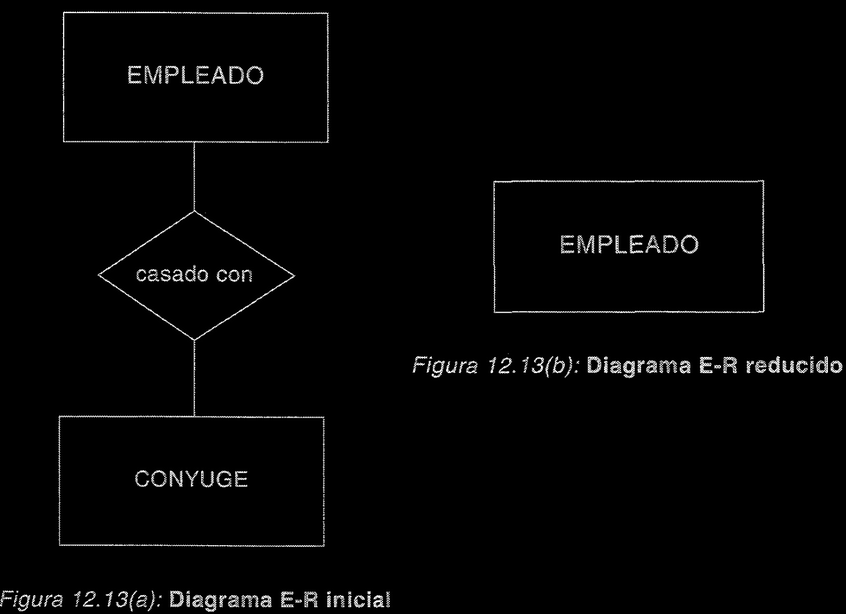 EMPLEADO
casado con
CONYUGE
Figura 12.13(a): Diagrama E-R inicial
EMPLEADO
Figura 12.13(b): Diagrama E-R reducido